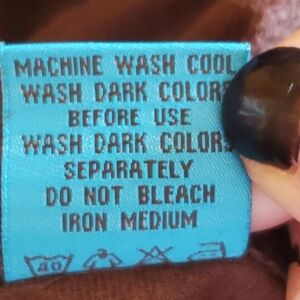 MACHINE WASH COOL
WASH DARK COLORS
BEFORE USE
WASH DARK COLORS
SEPARATELY
DO NOT BLEACH
IRON MEDIUM
40